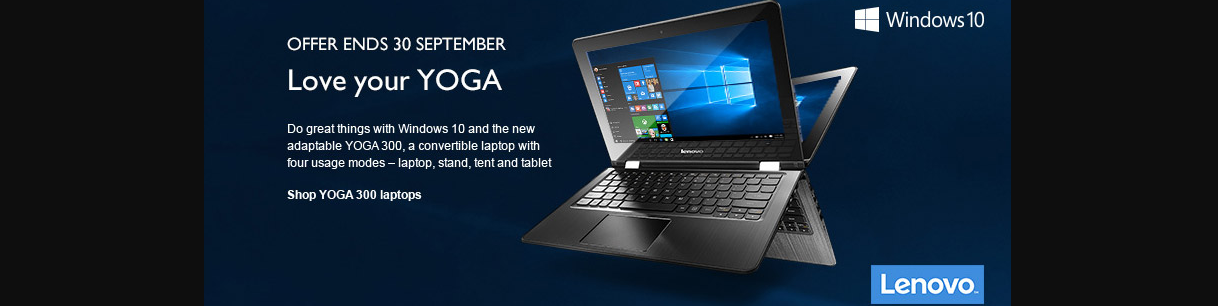 Windows 10
OFFER ENDS 30 SEPTEMBER
Love your YOGA
Do great things with Windows 10 and the new
adaptable YOGA 300, a convertible laptop with
four usage modes – laptop, stand, tent and tablet
Shop YOGA 300 laptops
lenovo
Lenovo™